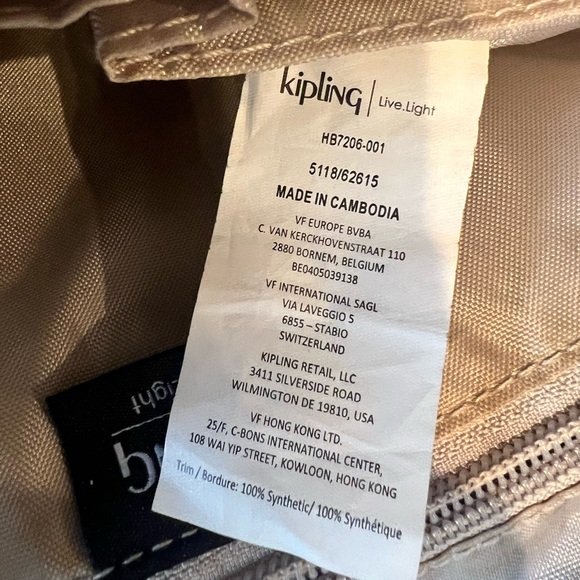 kipling | Live.Light
HB7206-001
5118/62615
MADE IN CAMBODIA
VF EUROPE BVBA
C. VAN KERCKHOVENSTRAAT 110
2880 BORNEM, BELGIUM
BE0405039138
VF INTERNATIONAL SAGL
VIA LAVEGGIO 5
6855 – STABIO
SWITZERLAND
KIPLING RETAIL, LLC
3411 SILVERSIDE ROAD
WILMINGTON DE 19810, USA
VF HONG KONG LTD.
25/F, C-BONS INTERNATIONAL CENTER,
108 WAI YIP STREET, KOWLOON, HONG KONG
Trim / Bordure: 100% Synthetic/ 100% Synthétique